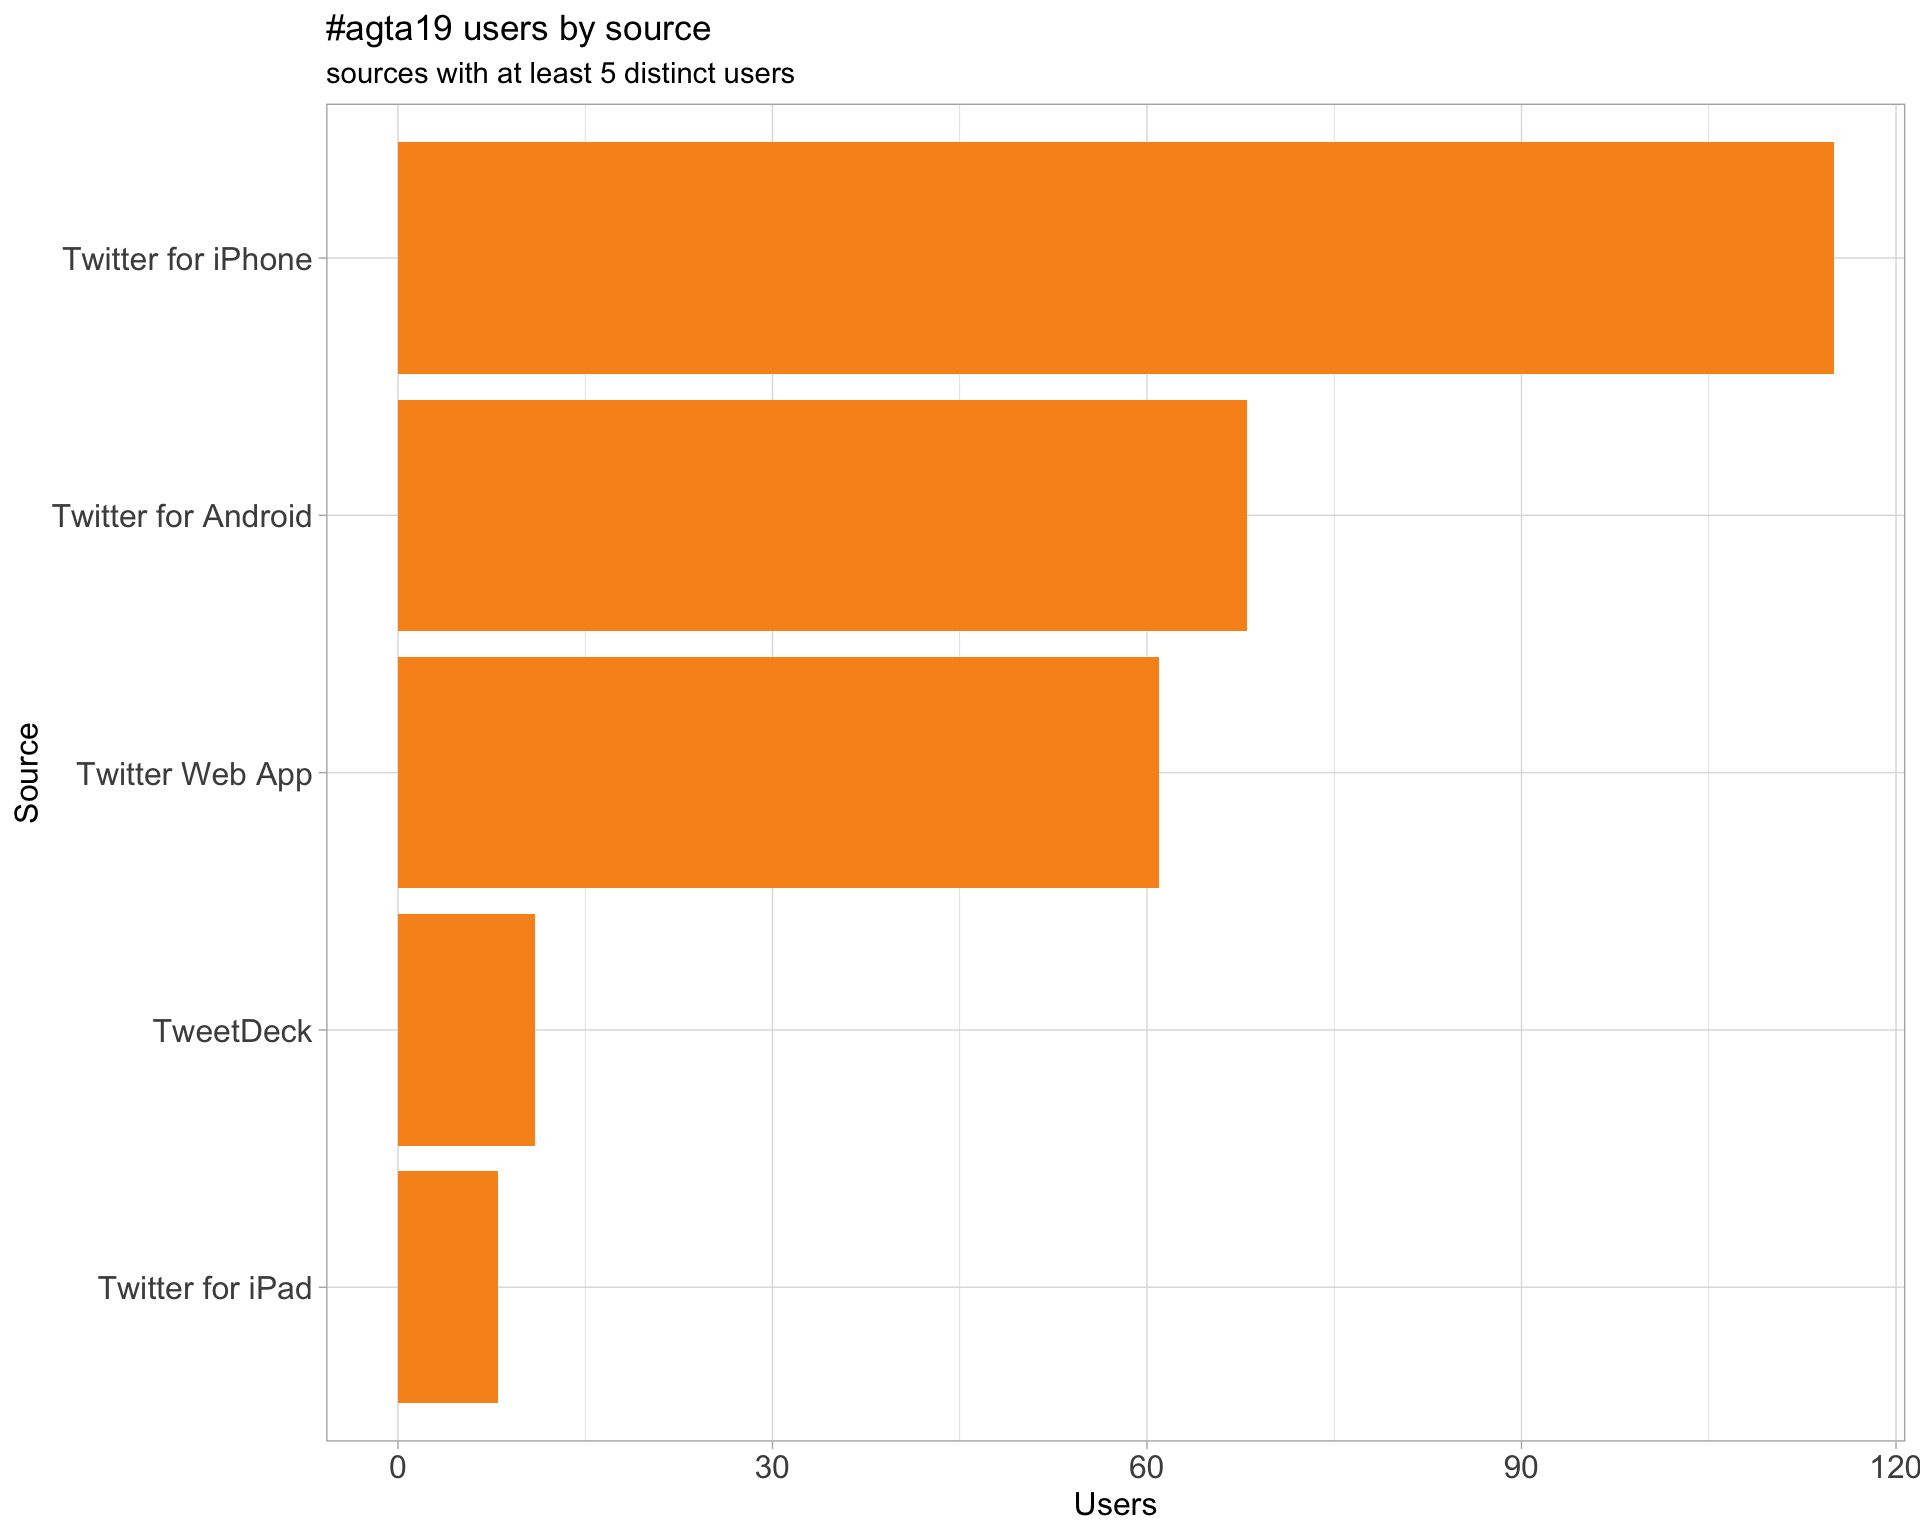 #agta19 users by source
sources with at least 5 distinct users
Source
Twitter for iPhone
Twitter for Android
Twitter Web App
TweetDeck
Twitter for iPad
0 30 60 90 120
Users